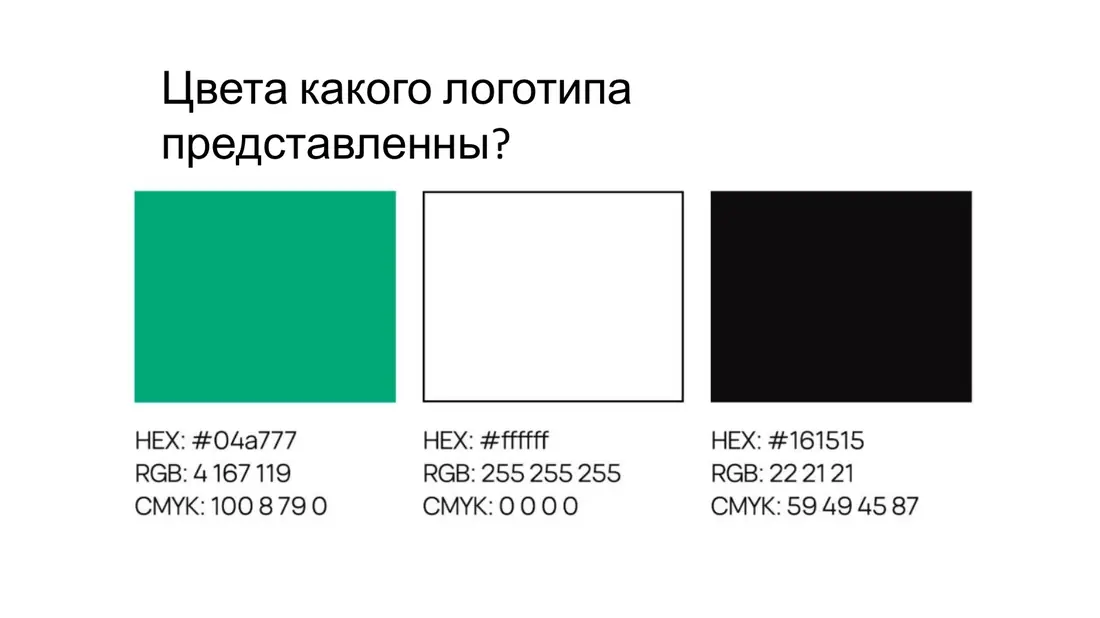 Цвета какого логотипа
представленны?
HEX: #04a777
RGB: 4 167 119
CMYK: 100 8 79 0
HEX: #ffffff
RGB: 255 255 255
CMYK: 0 0 0 0
HEX: #161515
RGB: 22 21 21
CMYK: 59 49 45 87